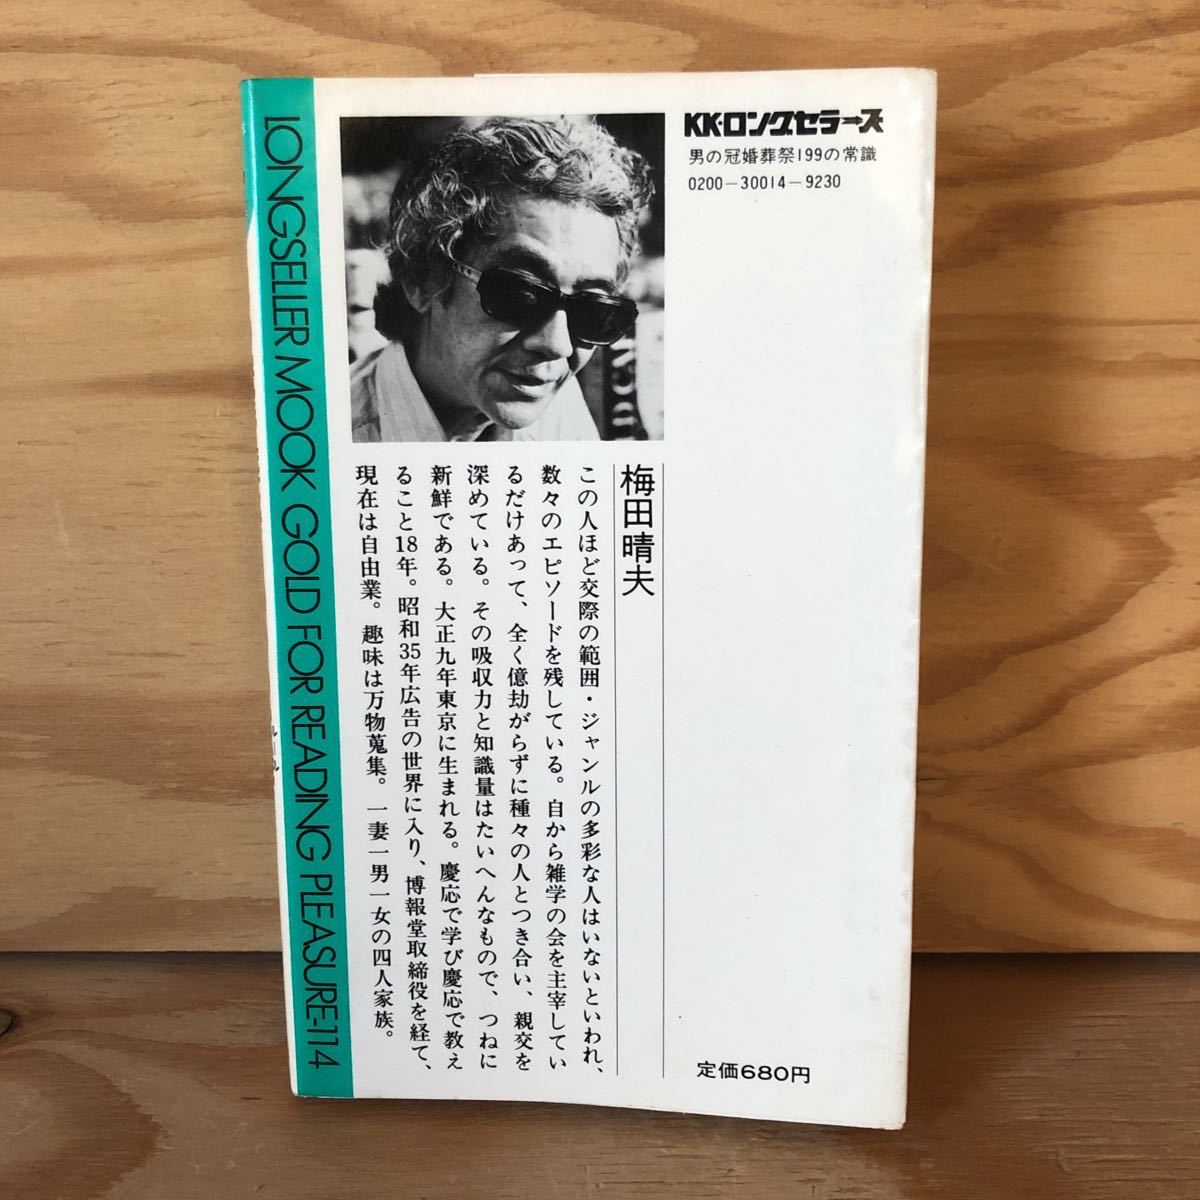 KK・ロングセラーズ
男の冠婚葬祭199の常識
0200-30014-9230
梅田晴夫
この人ほど交際の範囲・ジャンルの多彩な人はいないといわれ、
数々のエピソードを残している。自から雑学の会を主宰してい
るだけあって、全く億劫がらずに種々の人とつき合い、親交を
深めている。その吸収力と知識量はたいへんなもので、つねに
新鮮である。大正九年東京に生まれる。慶応で学び慶応で教え
ること18年。昭和35年広告の世界に入り、博報堂取締役を経て、
現在は自由業。趣味は万物蒐集。一妻一男一女の四人家族。
定価680円
LONGSELLER MOOK GOLD FOR READING PLEASURE-114